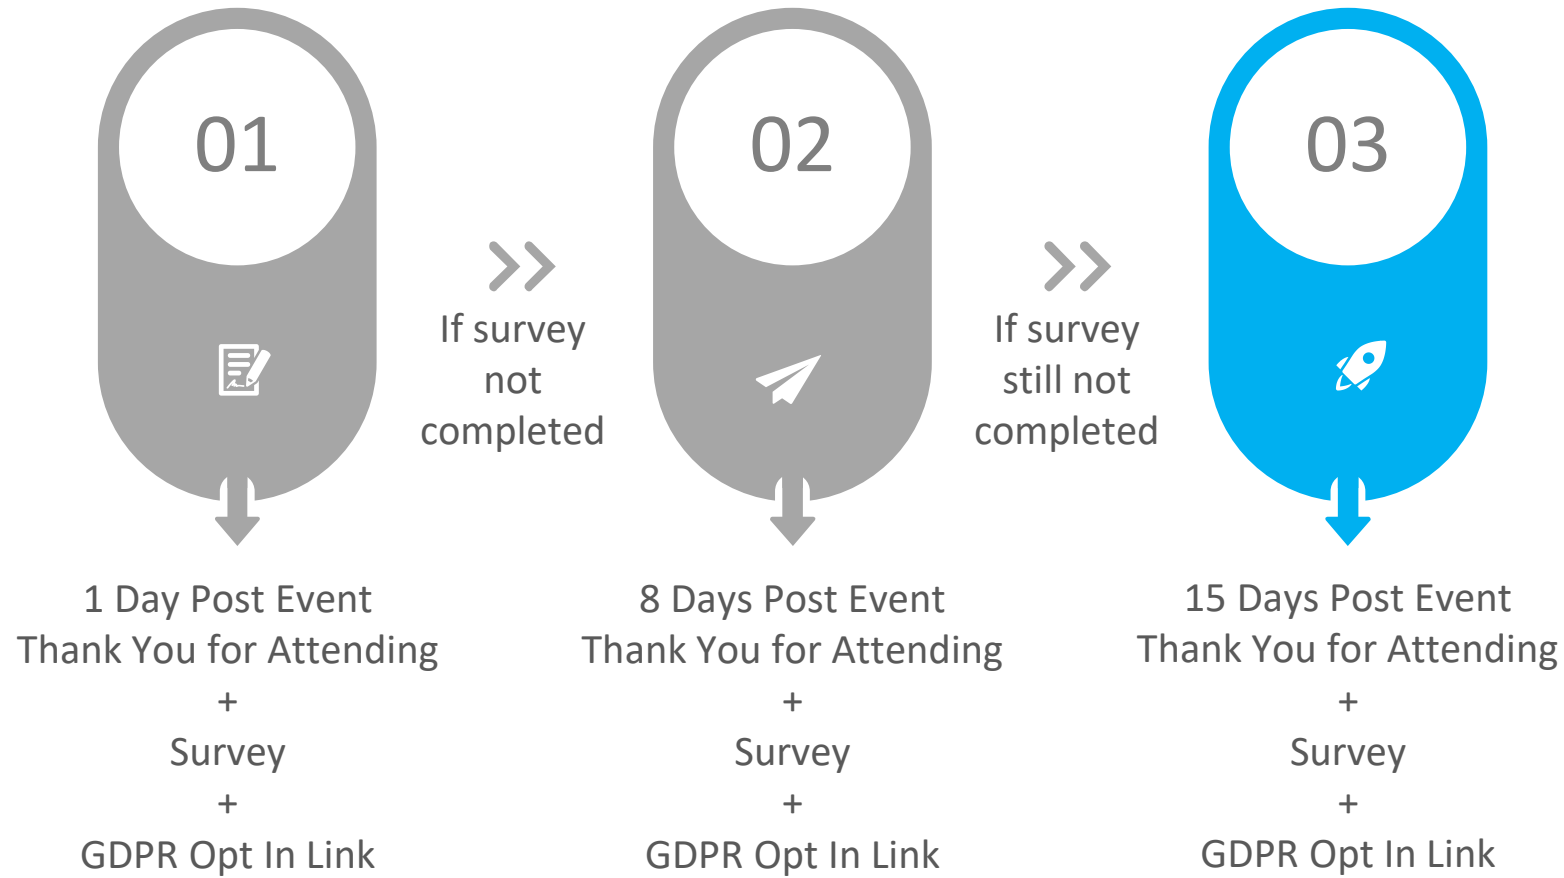 01
If survey
not
completed
1 Day Post Event
Thank You for Attending
+
Survey
+
GDPR Opt In Link
02
If survey
still not
completed
8 Days Post Event
Thank You for Attending
+
Survey
+
GDPR Opt In Link
03
15 Days Post Event
Thank You for Attending
+
Survey
+
GDPR Opt In Link